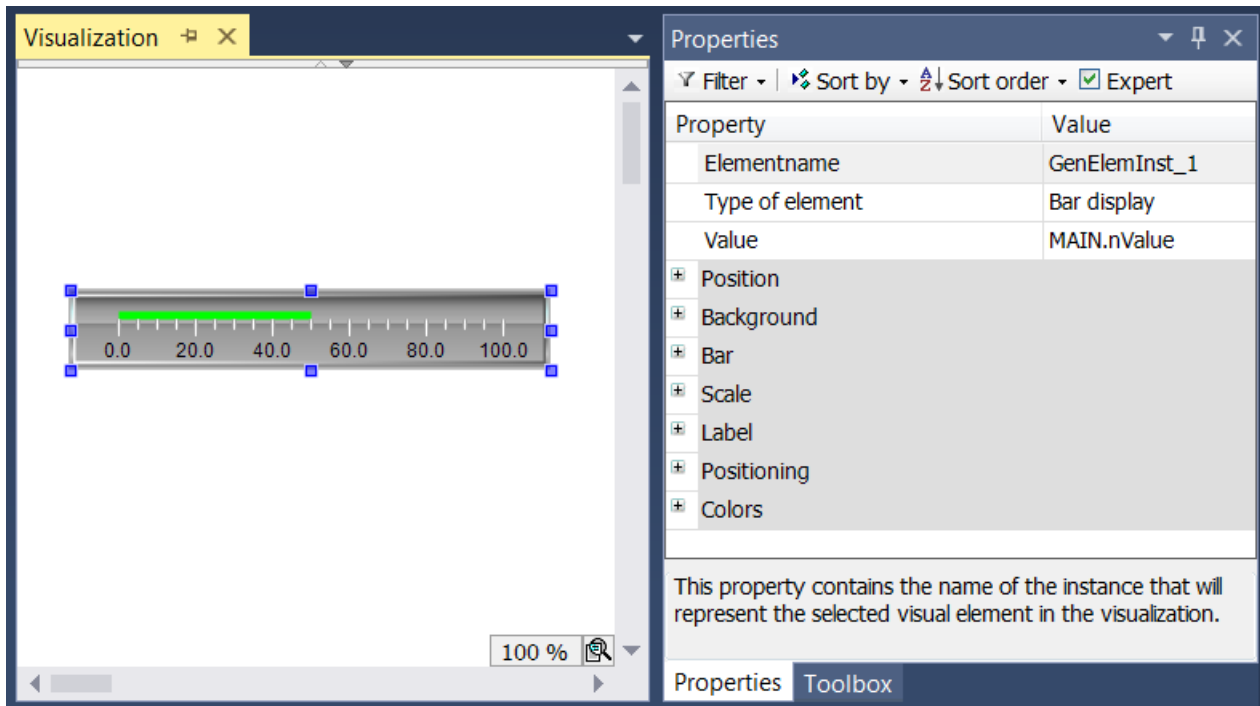 Visualization
0.0 20.0 40.0 60.0 80.0 100.0
100 %
Properties
Filter Sort by Sort order Expert
Property Value
Elementname GenElemInst_1
Type of element Bar display
Value MAIN.nValue
Position
Background
Bar
Scale
Label
Positioning
Colors
This property contains the name of the instance that will
represent the selected visual element in the visualization.
Properties Toolbox